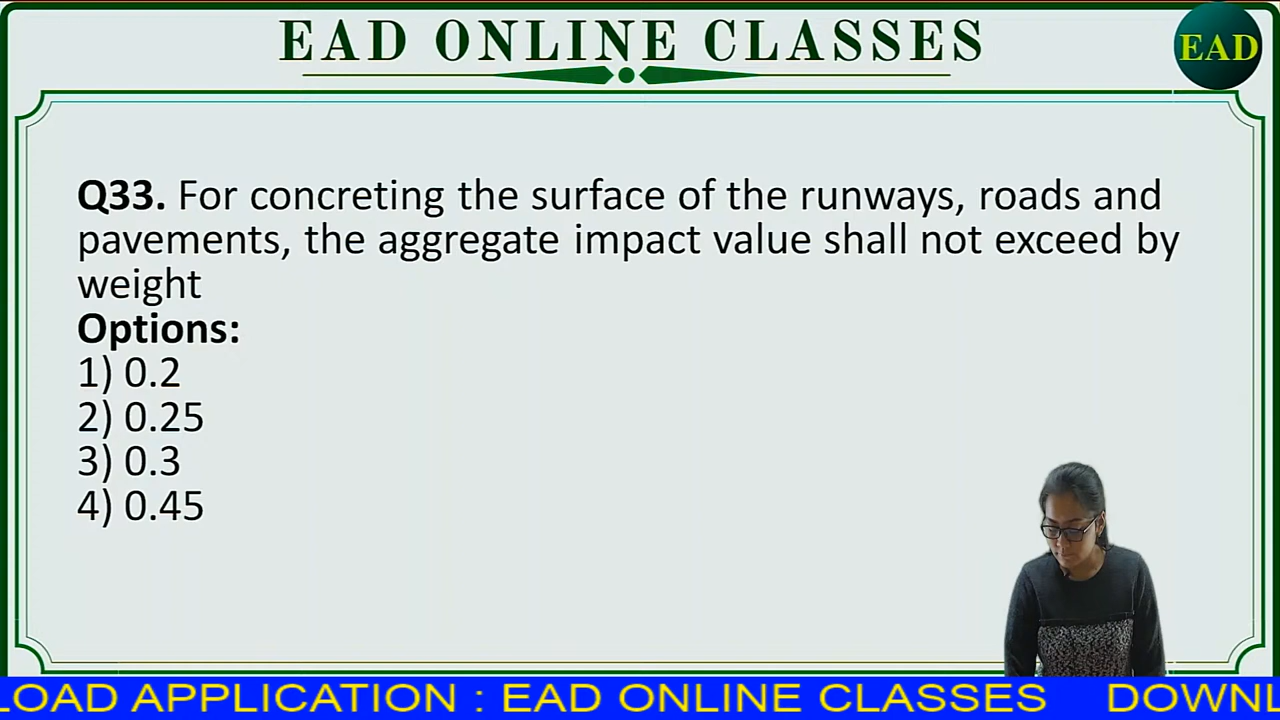 EAD ONLINE CLASSES
EAD
Q33. For concreting the surface of the runways, roads and
pavements, the aggregate impact value shall not exceed by
weight
Options:
1) 0.2
2) 0.25
3) 0.3
4) 0.45
LOAD APPLICATION : EAD ONLINE CLASSES DOWNL